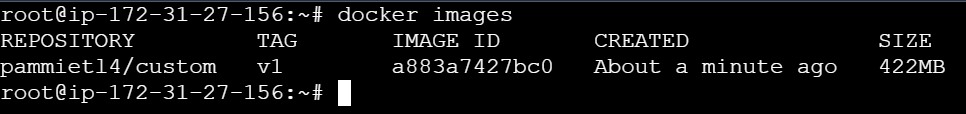 root@ip-172-31-27-156:~# docker images
REPOSITORY TAG IMAGE ID CREATED SIZE
pammietl4/custom v1 a883a7427bc0 About a minute ago 422MB
root@ip-172-31-27-156:~#